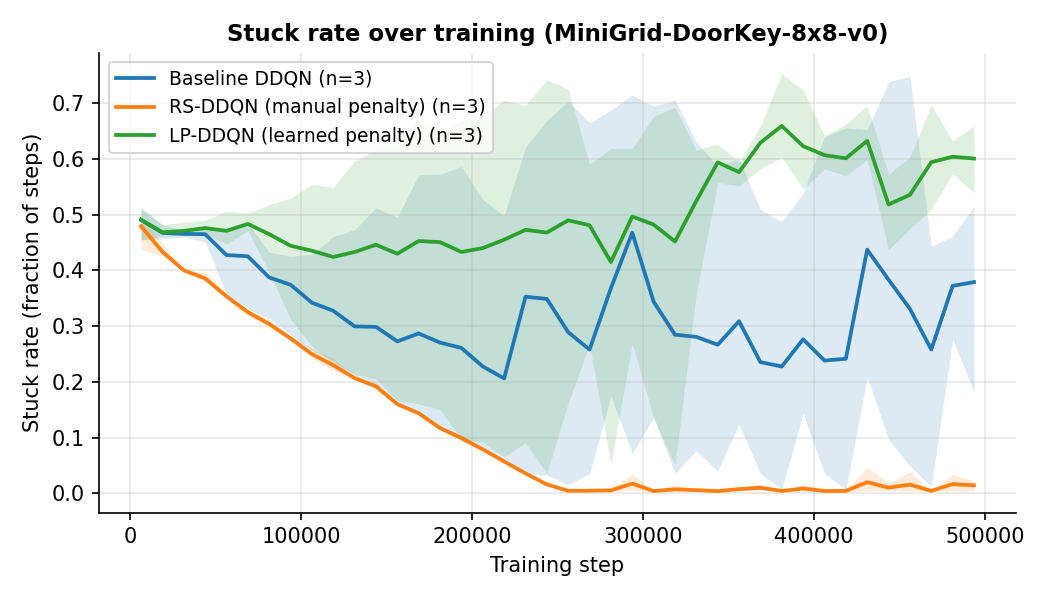 Stuck rate over training (MiniGrid-DoorKey-8x8-v0)
Baseline DDQN (n=3)
RS-DDQN (manual penalty) (n=3)
LP-DDQN (learned penalty) (n=3)
Stuck rate (fraction of steps)
0.7
0.6
0.5
0.4
0.3
0.2
0.1
0.0
0 100000 200000 300000 400000 500000
Training step